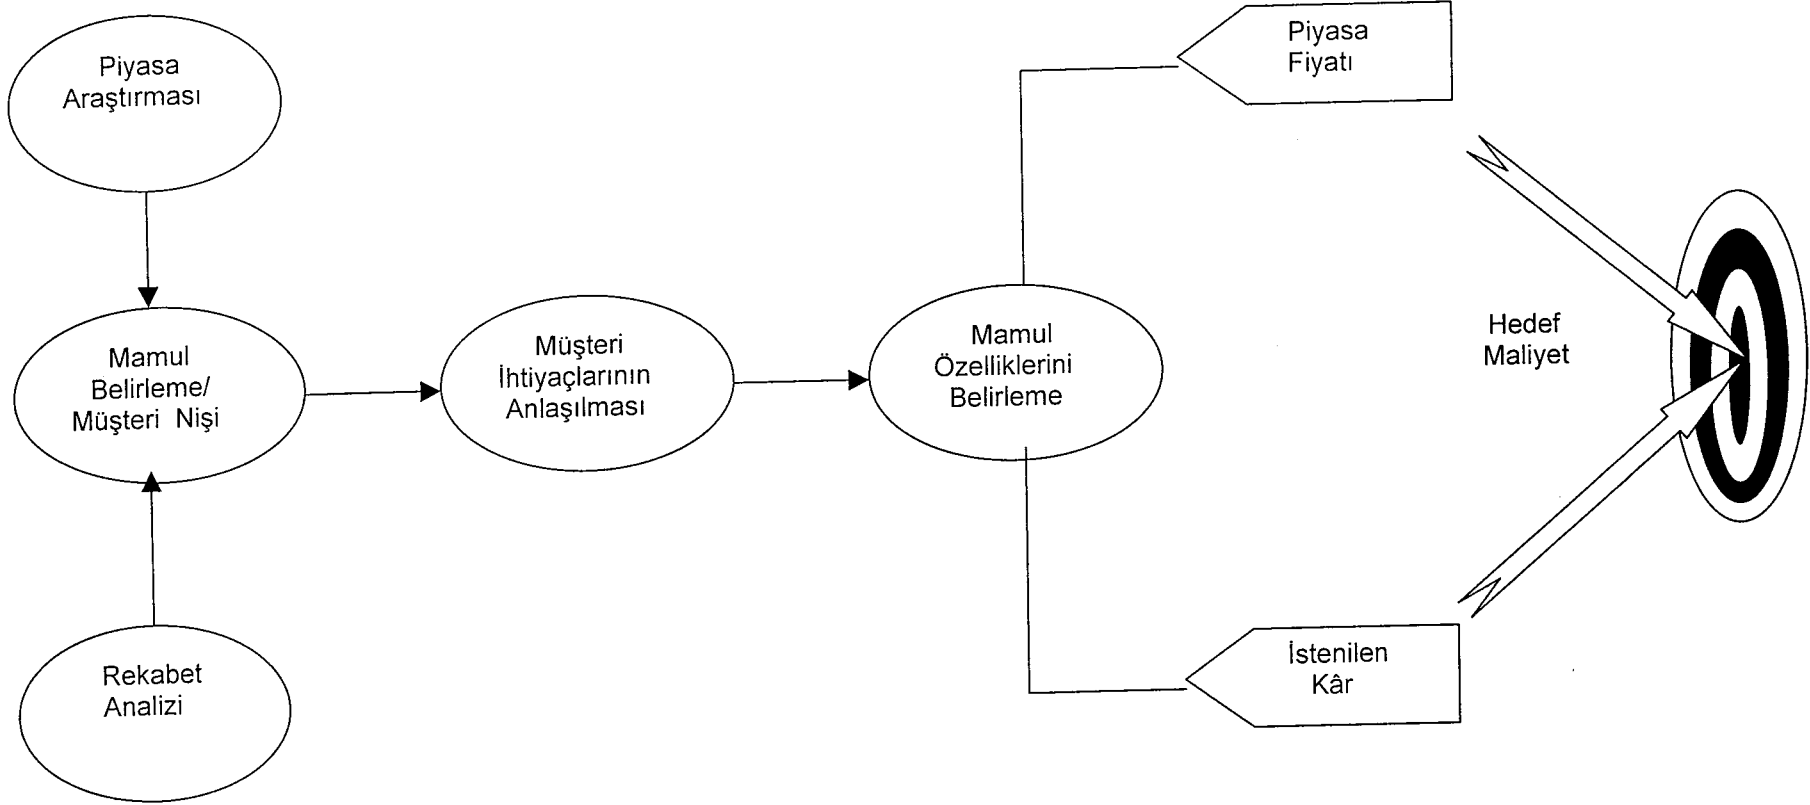 Piyasa
Araştırması
Mamul
Belirleme/
Müşteri Nişi
Rekabet
Analizi
Müşteri
İhtiyaçlarının
Anlaşılması
Mamul
Özelliklerini
Belirleme
Piyasa
Fiyatı
İstenilen
Kâr
Hedef
Maliyet